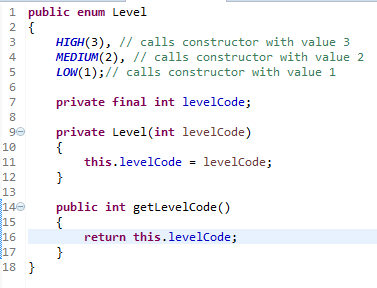 1 public enum Level
2 {
3     HIGH(3), // calls constructor with value 3
4     MEDIUM(2), // calls constructor with value 2
5     LOW(1);// calls constructor with value 1
6
7     private final int levelCode;
8
9     private Level(int levelCode)
10     {
11         this.levelCode = levelCode;
12     }
13
14     public int getLevelCode()
15     {
16         return this.levelCode;
17     }
18 }